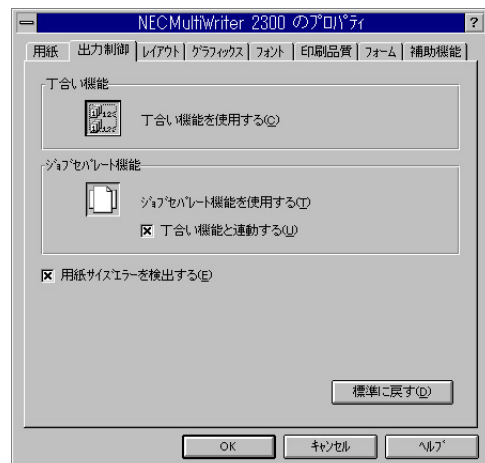 NECMultiWriter 2300 のﾌﾟﾛﾊﾟﾃｨ ?
用紙 出力制御 ﾚｲｱｳﾄ ｸﾞﾗﾌｨｯｸｽ ﾌｫﾝﾄ 印刷品質 ﾌｫｰﾑ 補助機能
丁合い機能
丁合い機能を使用する(C)
ｼﾞｮﾌﾞｾﾊﾟﾚｰﾄ機能
ｼﾞｮﾌﾞｾﾊﾟﾚｰﾄ機能を使用する(T)
丁合い機能と連動する(U)
用紙ｻｲｽﾞｴﾗｰを検出する(E)
標準に戻す(D)
OK ｷｬﾝｾﾙ ﾍﾙﾌﾟ